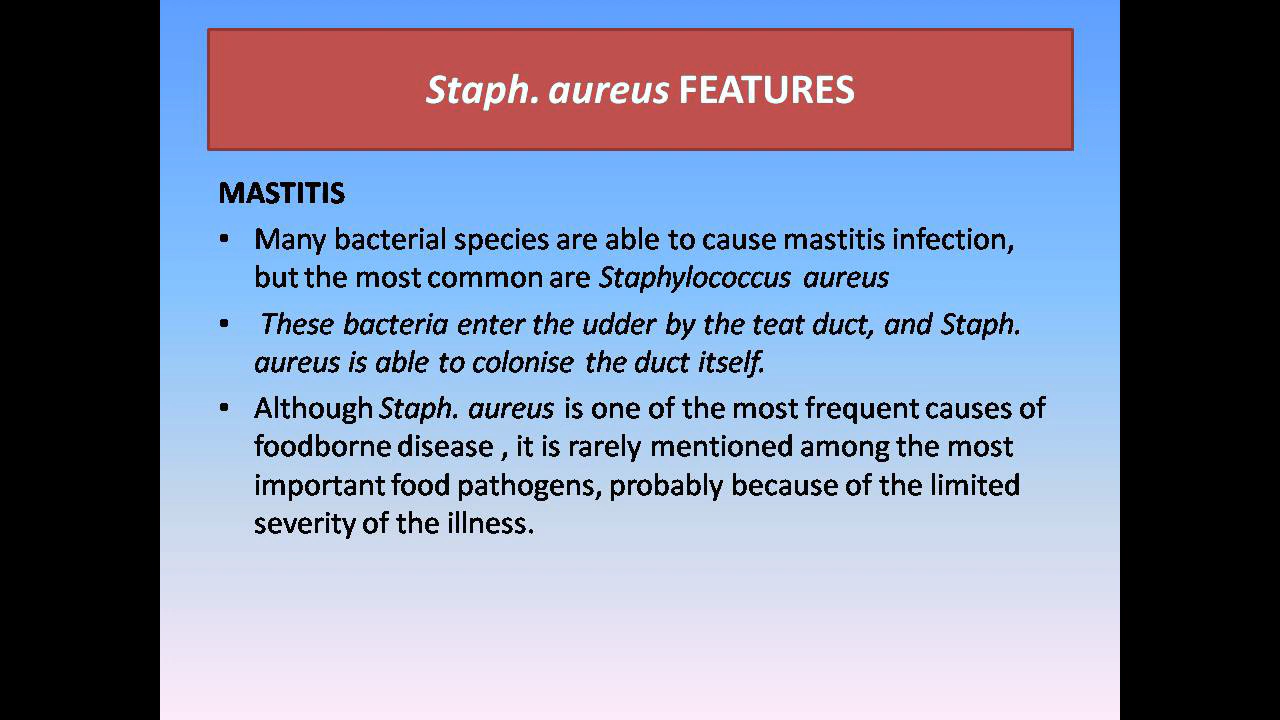 Staph. aureus FEATURES
MASTITIS
• Many bacterial species are able to cause mastitis infection,
but the most common are Staphylococcus aureus
• These bacteria enter the udder by the teat duct, and Staph.
aureus is able to colonise the duct itself.
• Although Staph. aureus is one of the most frequent causes of
foodborne disease , it is rarely mentioned among the most
important food pathogens, probably because of the limited
severity of the illness.